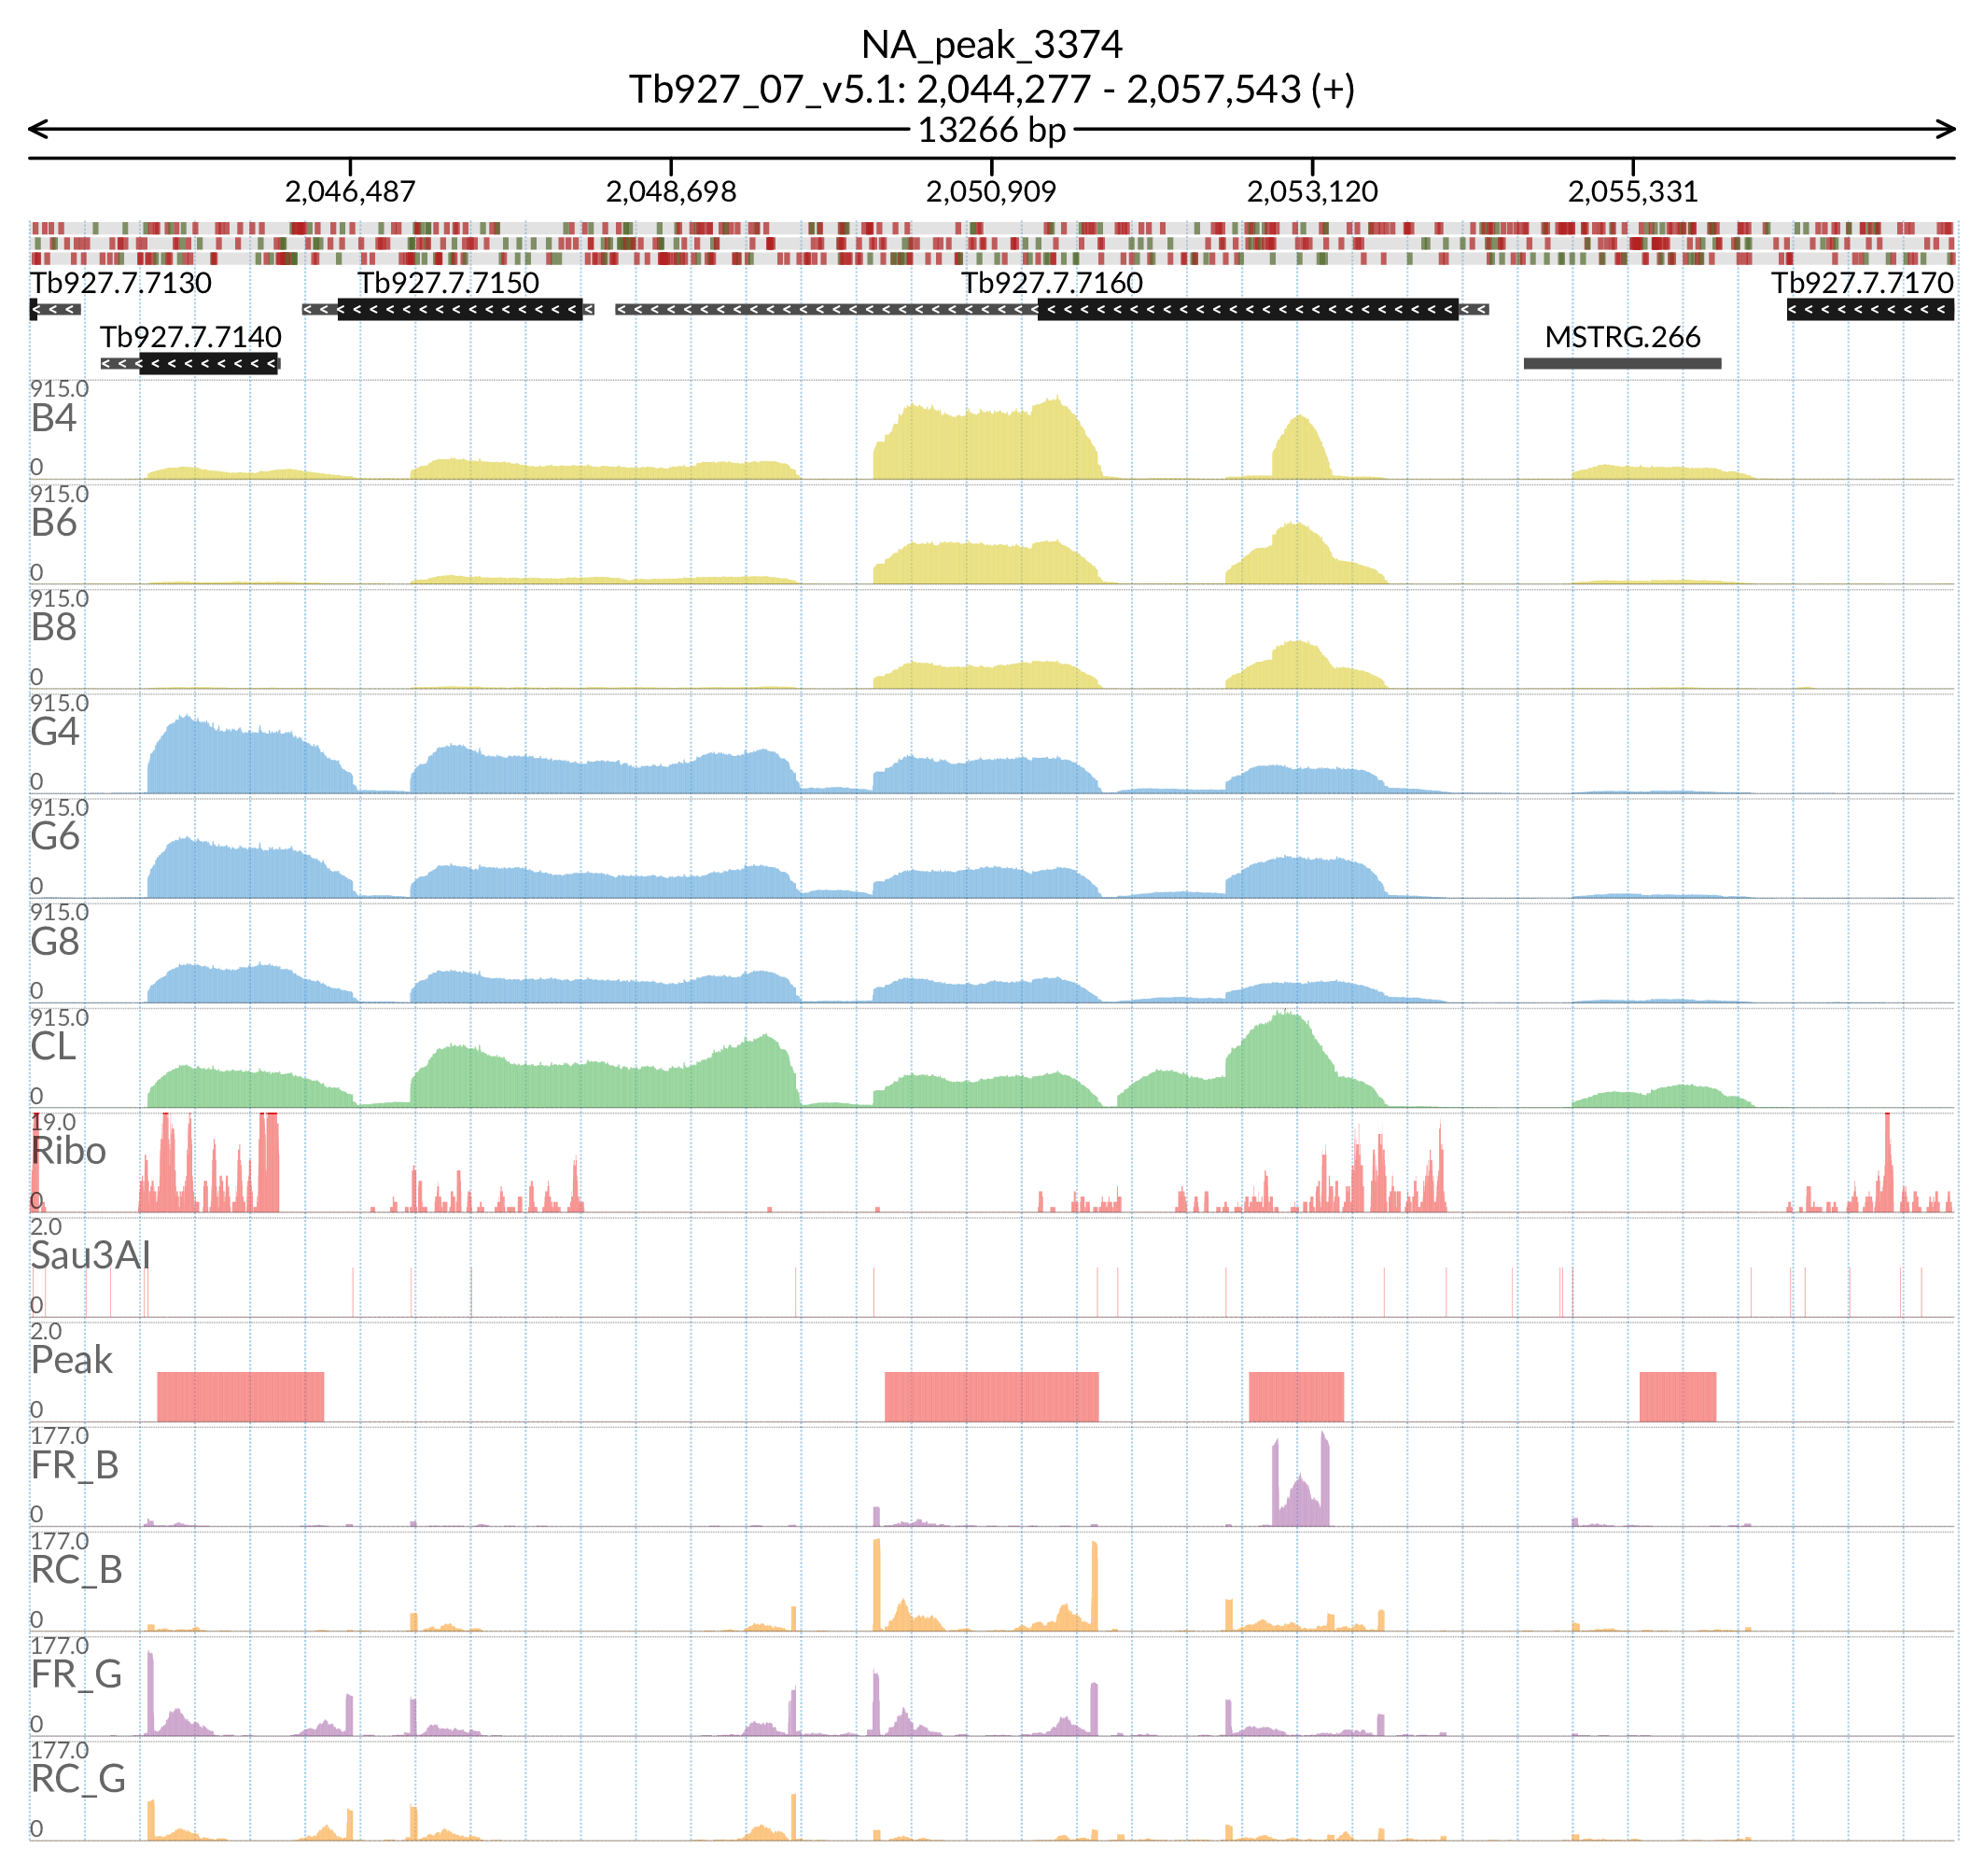 NA_peak_3374
Tb927_07_v5.1: 2,044,277 - 2,057,543 (+)
13266 bp
2,046,487 2,048,698 2,050,909 2,053,120 2,055,331
Tb927.7.7130 Tb927.7.7150 Tb927.7.7160 Tb927.7.7170
Tb927.7.7140 MSTRG.266
915.0
B4
0
915.0
B6
0
915.0
B8
0
915.0
G4
0
915.0
G6
0
915.0
G8
0
915.0
CL
0
19.0
Ribo
0
2.0
Sau3AI
0
2.0
Peak
0
177.0
FR_B
0
177.0
RC_B
0
177.0
FR_G
0
177.0
RC_G
0